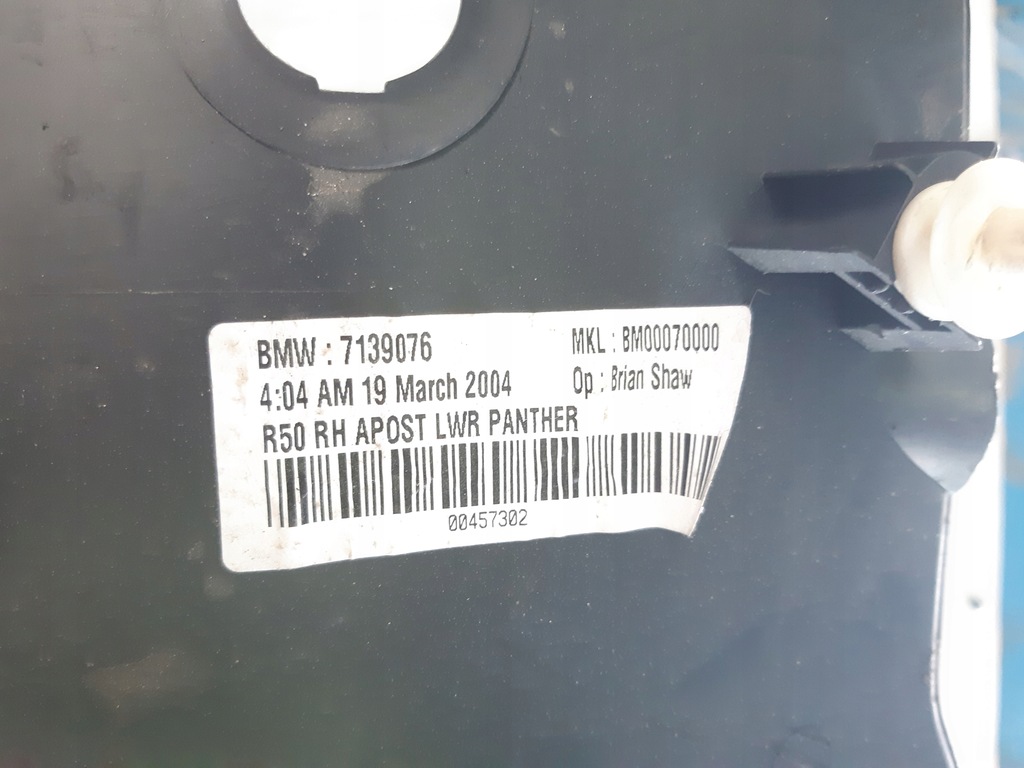 BMW : 7139076
MKL : BM00070000
4:04 AM 19 March 2004
Op : Brian Shaw
R50 RH APOST LWR PANTHER
00457302